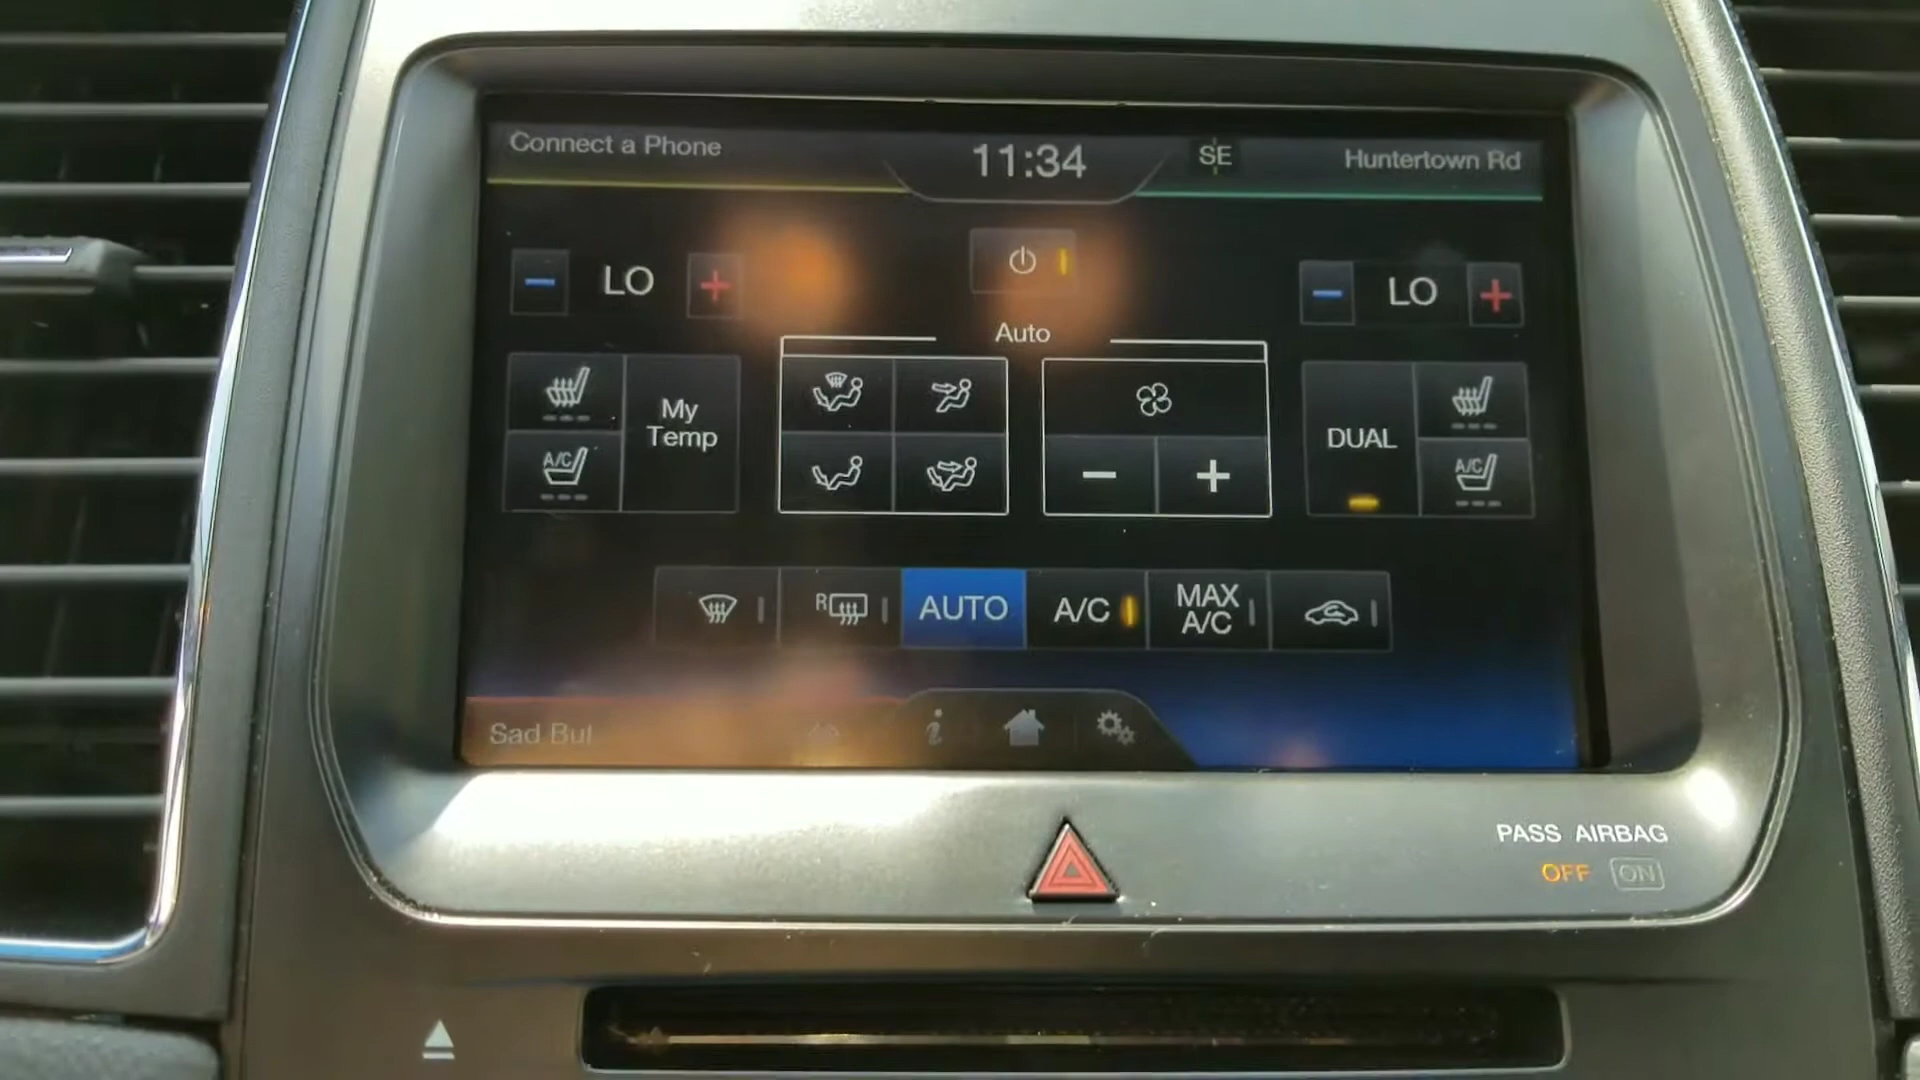 Connect a Phone
11:34
SE
Huntertown Rd
LO
LO
Auto
My
Temp
A/C
DUAL
A/C
R
AUTO
A/C
MAX
A/C
Sad Bul
i
PASS AIRBAG
OFF ON